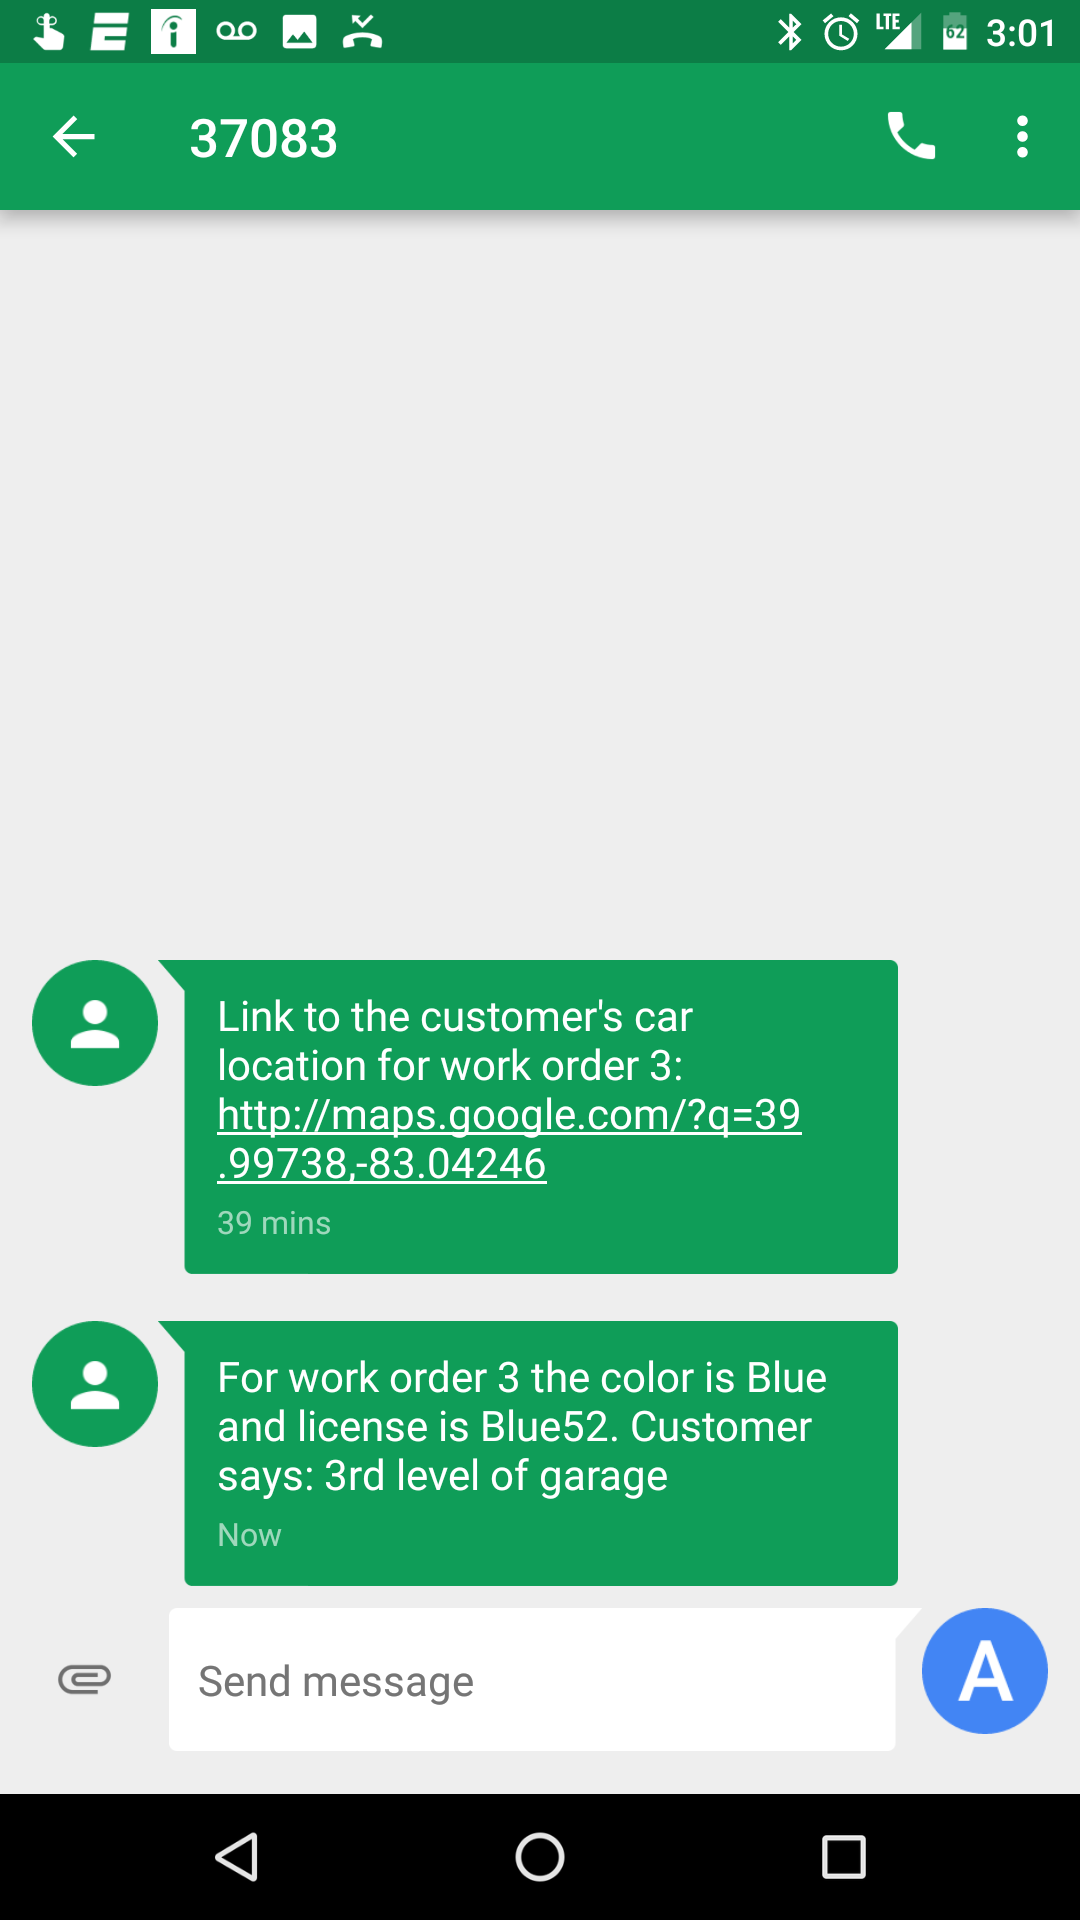 LTE 62 3:01
37083
Link to the customer's car
location for work order 3:
http://maps.google.com/?q=39
.99738,-83.04246
39 mins
For work order 3 the color is Blue
and license is Blue52. Customer
says: 3rd level of garage
Now
Send message
A